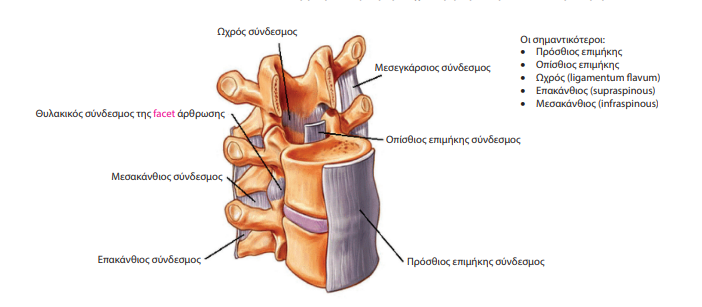 Ωχρός σύνδεσμος
Μεσεγκάρσιος σύνδεσμος
Θυλακικός σύνδεσμος της facet άρθρωσης
Οπίσθιος επιμήκης σύνδεσμος
Μεσακάνθιος σύνδεσμος
Επακάνθιος σύνδεσμος
Πρόσθιος επιμήκης σύνδεσμος
Οι σημαντικότεροι:
• Πρόσθιος επιμήκης
• Οπίσθιος επιμήκης
• Ωχρός (ligamentum flavum)
• Επακάνθιος (supraspinous)
• Μεσακάνθιος (infraspinous)